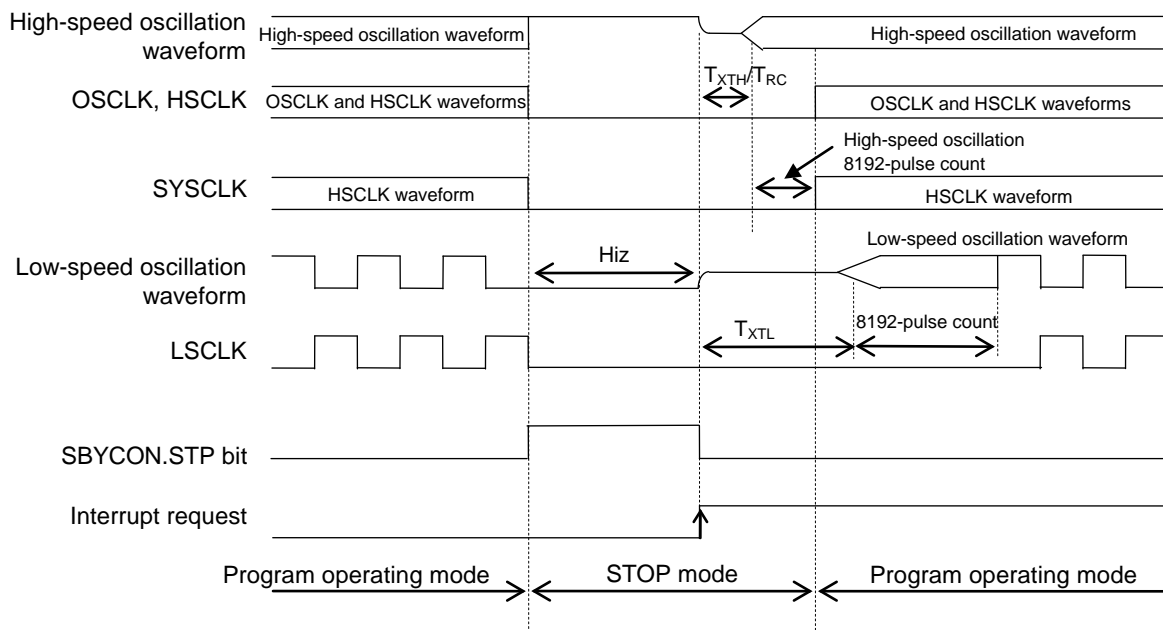 High-speed oscillation
waveform
High-speed oscillation waveform
High-speed oscillation waveform
TXTH/TRC
OSCLK, HSCLK
OSCLK and HSCLK waveforms
OSCLK and HSCLK waveforms
High-speed oscillation
8192-pulse count
SYSCLK
HSCLK waveform
HSCLK waveform
Low-speed oscillation
waveform
Hiz
Low-speed oscillation waveform
8192-pulse count
TXTL
LSCLK
SBYCON.STP bit
Interrupt request
Program operating mode
STOP mode
Program operating mode